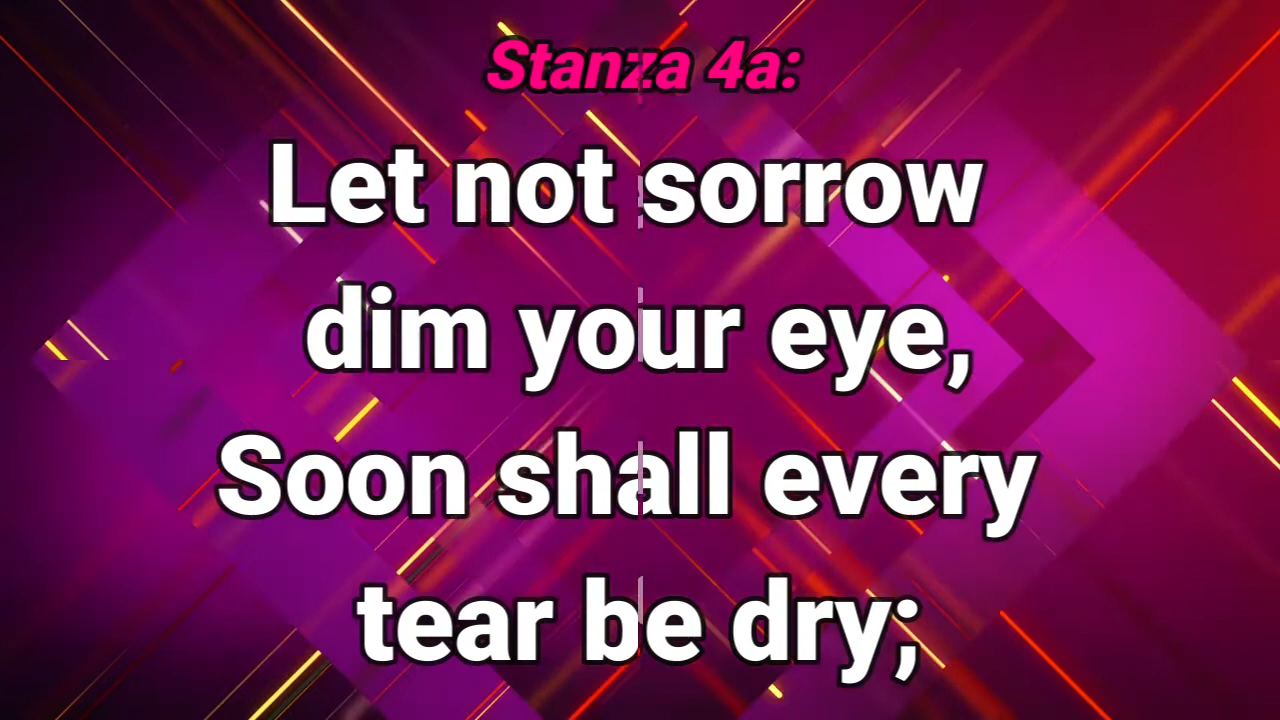 Stanza 4a:
Let not sorrow
dim your eye,
Soon shall every
tear be dry;